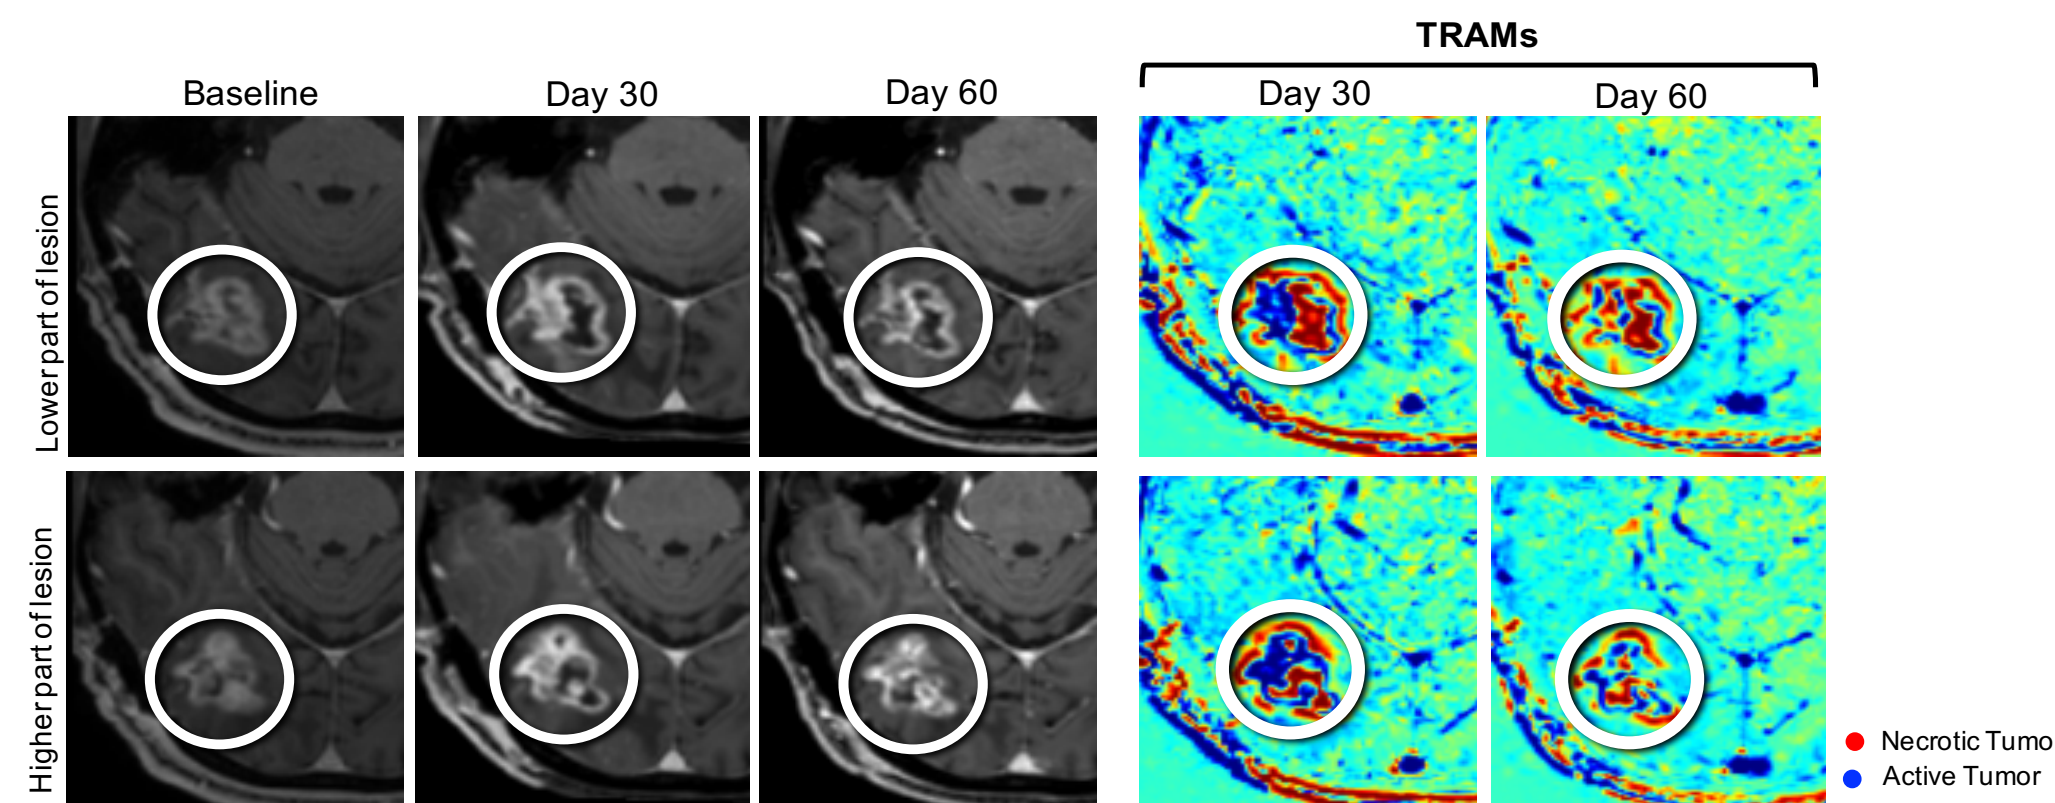 TRAMs
Baseline
Day 30
Day 60
Day 30
Day 60
Lower part of lesion
Higher part of lesion
Necrotic Tumo
Active Tumor